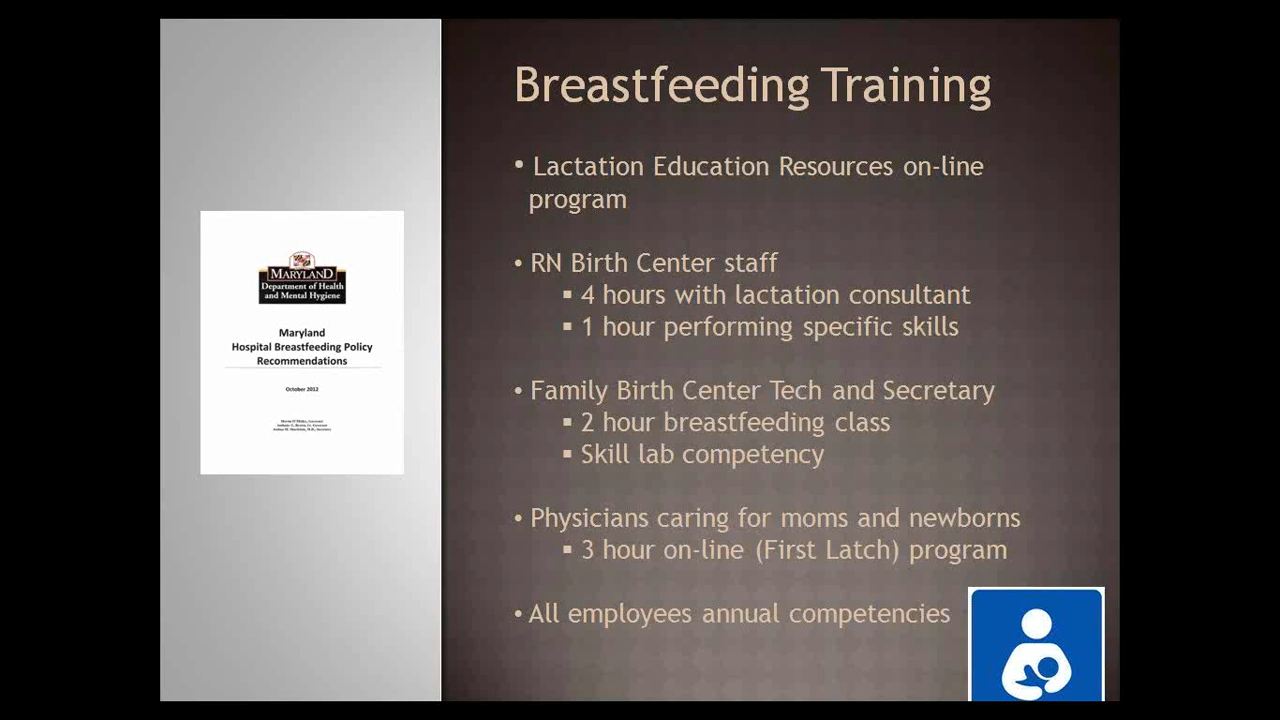 Breastfeeding Training
• Lactation Education Resources on-line
program
• RN Birth Center staff
▪ 4 hours with lactation consultant
▪ 1 hour performing specific skills
• Family Birth Center Tech and Secretary
▪ 2 hour breastfeeding class
▪ Skill lab competency
• Physicians caring for moms and newborns
▪ 3 hour on-line (First Latch) program
• All employees annual competencies
MARYLAND
Department of Health
and Mental Hygiene
Maryland
Hospital Breastfeeding Policy
Recommendations
October 2012